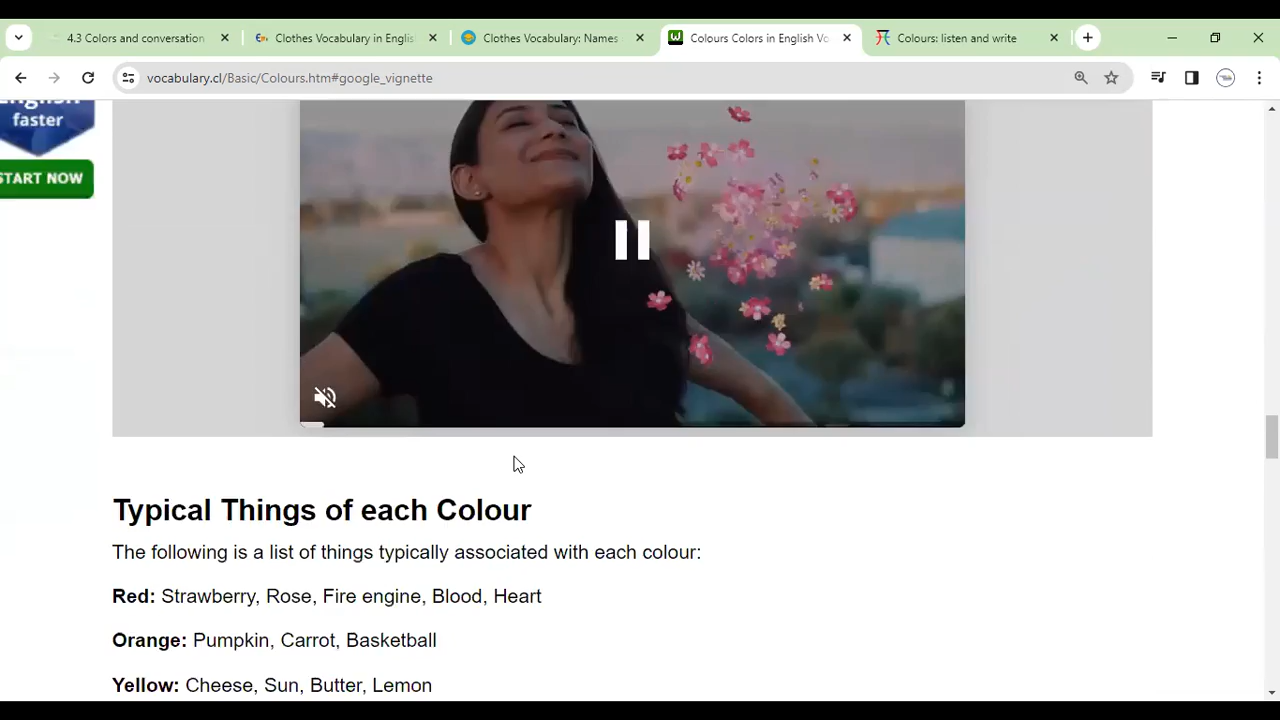 4.3 Colors and conversation
Clothes Vocabulary in Englis
Clothes Vocabulary: Names
Colours Colors in English Vo
Colours: listen and write
vocabulary.cl/Basic/Colours.htm#google_vignette
English
faster
START NOW
Typical Things of each Colour
The following is a list of things typically associated with each colour:
Red: Strawberry, Rose, Fire engine, Blood, Heart
Orange: Pumpkin, Carrot, Basketball
Yellow: Cheese, Sun, Butter, Lemon